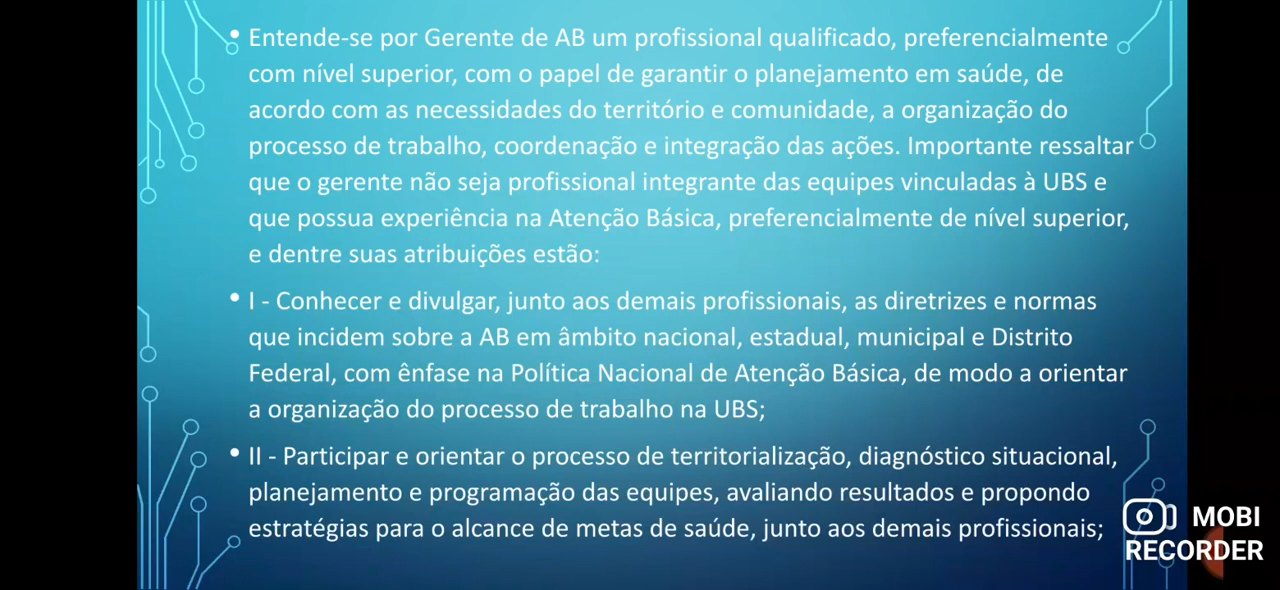 • Entende-se por Gerente de AB um profissional qualificado, preferencialmente
com nível superior, com o papel de garantir o planejamento em saúde, de
acordo com as necessidades do território e comunidade, a organização do
processo de trabalho, coordenação e integração das ações. Importante ressaltar
que o gerente não seja profissional integrante das equipes vinculadas à UBS e
que possua experiência na Atenção Básica, preferencialmente de nível superior,
e dentre suas atribuições estão:
• I - Conhecer e divulgar, junto aos demais profissionais, as diretrizes e normas
que incidem sobre a AB em âmbito nacional, estadual, municipal e Distrito
Federal, com ênfase na Política Nacional de Atenção Básica, de modo a orientar
a organização do processo de trabalho na UBS;
• II - Participar e orientar o processo de territorialização, diagnóstico situacional,
planejamento e programação das equipes, avaliando resultados e propondo
estratégias para o alcance de metas de saúde, junto aos demais profissionais;
MOBI
RECORDER